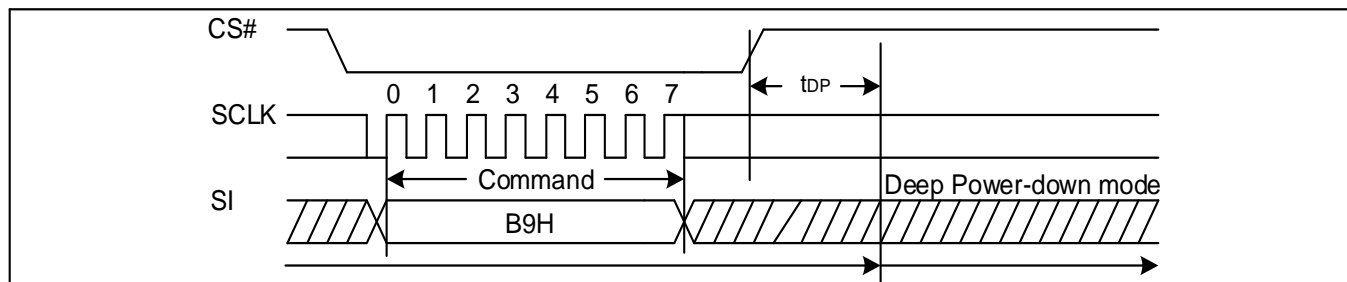 CS#
tDP
0 1 2 3 4 5 6 7
SCLK
Command
Deep Power-down mode
SI
B9H